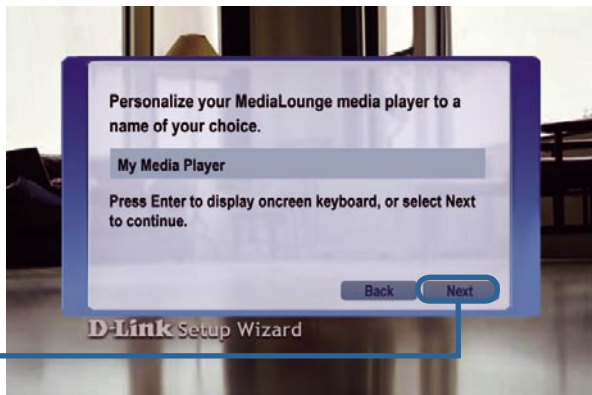 Personalize your MediaLounge media player to a
name of your choice.
My Media Player
Press Enter to display oncreen keyboard, or select Next
to continue.
Back Next
D-Link Setup Wizard